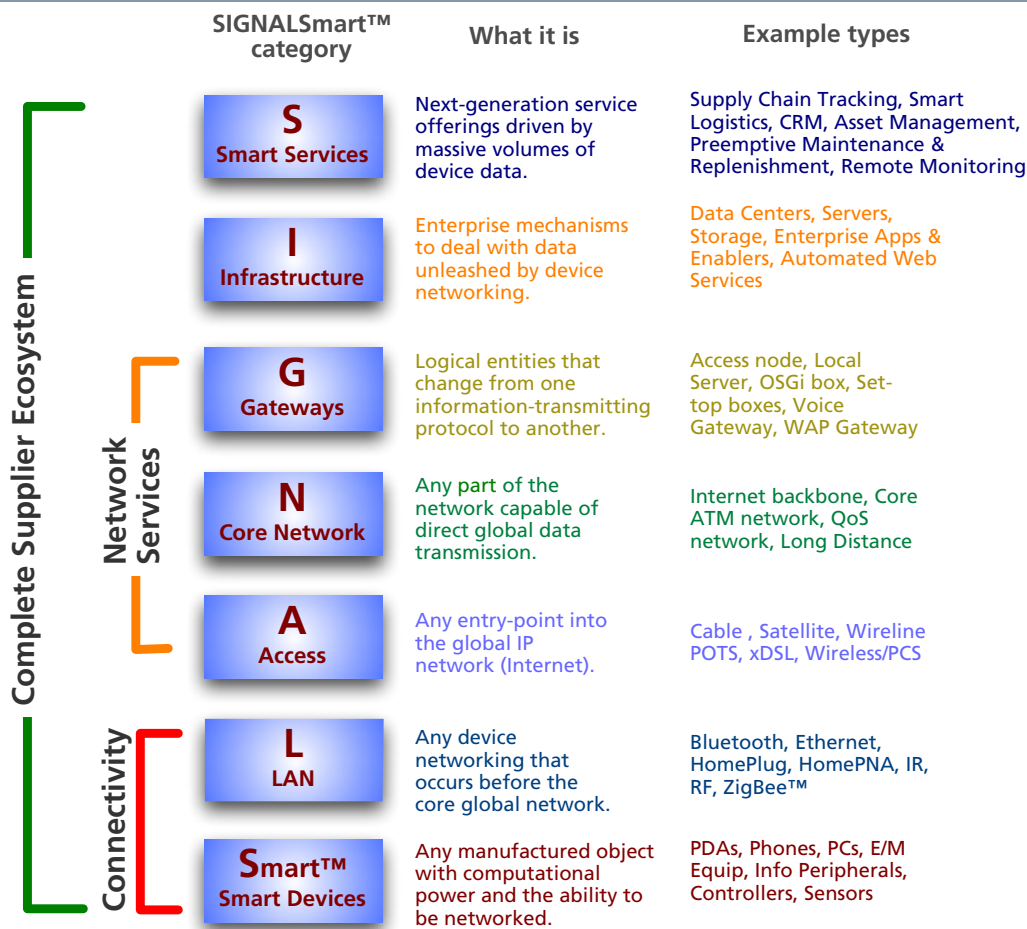 SIGNALSmart™
category
What it is
Example types
Complete Supplier Ecosystem
Network
Services
Connectivity
S
Smart Services
Next-generation service
offerings driven by
massive volumes of
device data.
Supply Chain Tracking, Smart
Logistics, CRM, Asset Management,
Preemptive Maintenance &
Replenishment, Remote Monitoring
I
Infrastructure
Enterprise mechanisms
to deal with data
unleashed by device
networking.
Data Centers, Servers,
Storage, Enterprise Apps &
Enablers, Automated Web
Services
G
Gateways
Logical entities that
change from one
information-transmitting
protocol to another.
Access node, Local
Server, OSGi box, Set-
top boxes, Voice
Gateway, WAP Gateway
N
Core Network
Any part of the
network capable of
direct global data
transmission.
Internet backbone, Core
ATM network, QoS
network, Long Distance
A
Access
Any entry-point into
the global IP
network (Internet).
Cable , Satellite, Wireline
POTS, xDSL, Wireless/PCS
L
LAN
Any device
networking that
occurs before the
core global network.
Bluetooth, Ethernet,
HomePlug, HomePNA, IR,
RF, ZigBee™
Smart™
Smart Devices
Any manufactured object
with computational
power and the ability to
be networked.
PDAs, Phones, PCs, E/M
Equip, Info Peripherals,
Controllers, Sensors